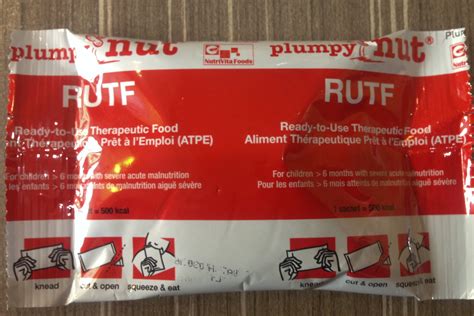 plumpy'nut® plumpy'nut® Plum
C NutriVita Foods
RUTF RUTF
Ready-to-Use Therapeutic Food Ready-to-Use Therapeutic Food
nt Thérapeutique Prêt à l'Emploi (ATPE) Aliment Thérapeutique Prêt à l'Emploi (ATPE)
For children > 6 months with severe acute malnutrition For children > 6 months with severe acute malnutrition
Pour les enfants > 6 mois atteints de malnutrition aiguë sévère Pour les enfants > 6 mois atteints de malnutrition aiguë sévère
= 500 kcal 1 sachet = 500 kcal
knead cut & open squeeze & eat knead cut & open squeeze & eat